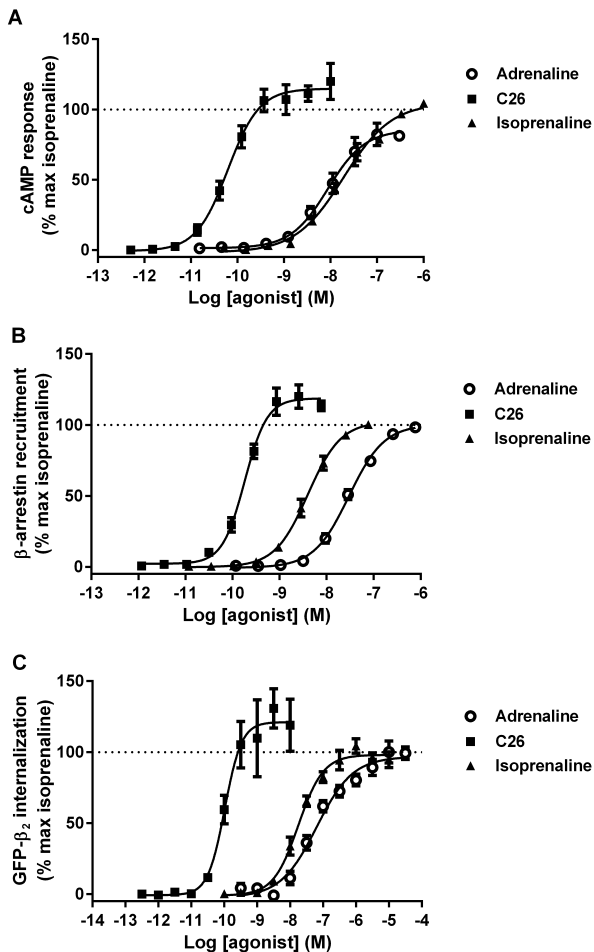 A
cAMP response
(% max isoprenaline)
150
100
50
0
-13 -12 -11 -10 -9 -8 -7 -6
Log [agonist] (M)
Adrenaline
C26
Isoprenaline
B
β-arrestin recruitment
(% max isoprenaline)
150
100
50
0
-13 -12 -11 -10 -9 -8 -7 -6
Log [agonist] (M)
Adrenaline
C26
Isoprenaline
C
GFP-β2 internalization
(% max isoprenaline)
150
100
50
0
-14 -13 -12 -11 -10 -9 -8 -7 -6 -5 -4
Log [agonist] (M)
Adrenaline
C26
Isoprenaline